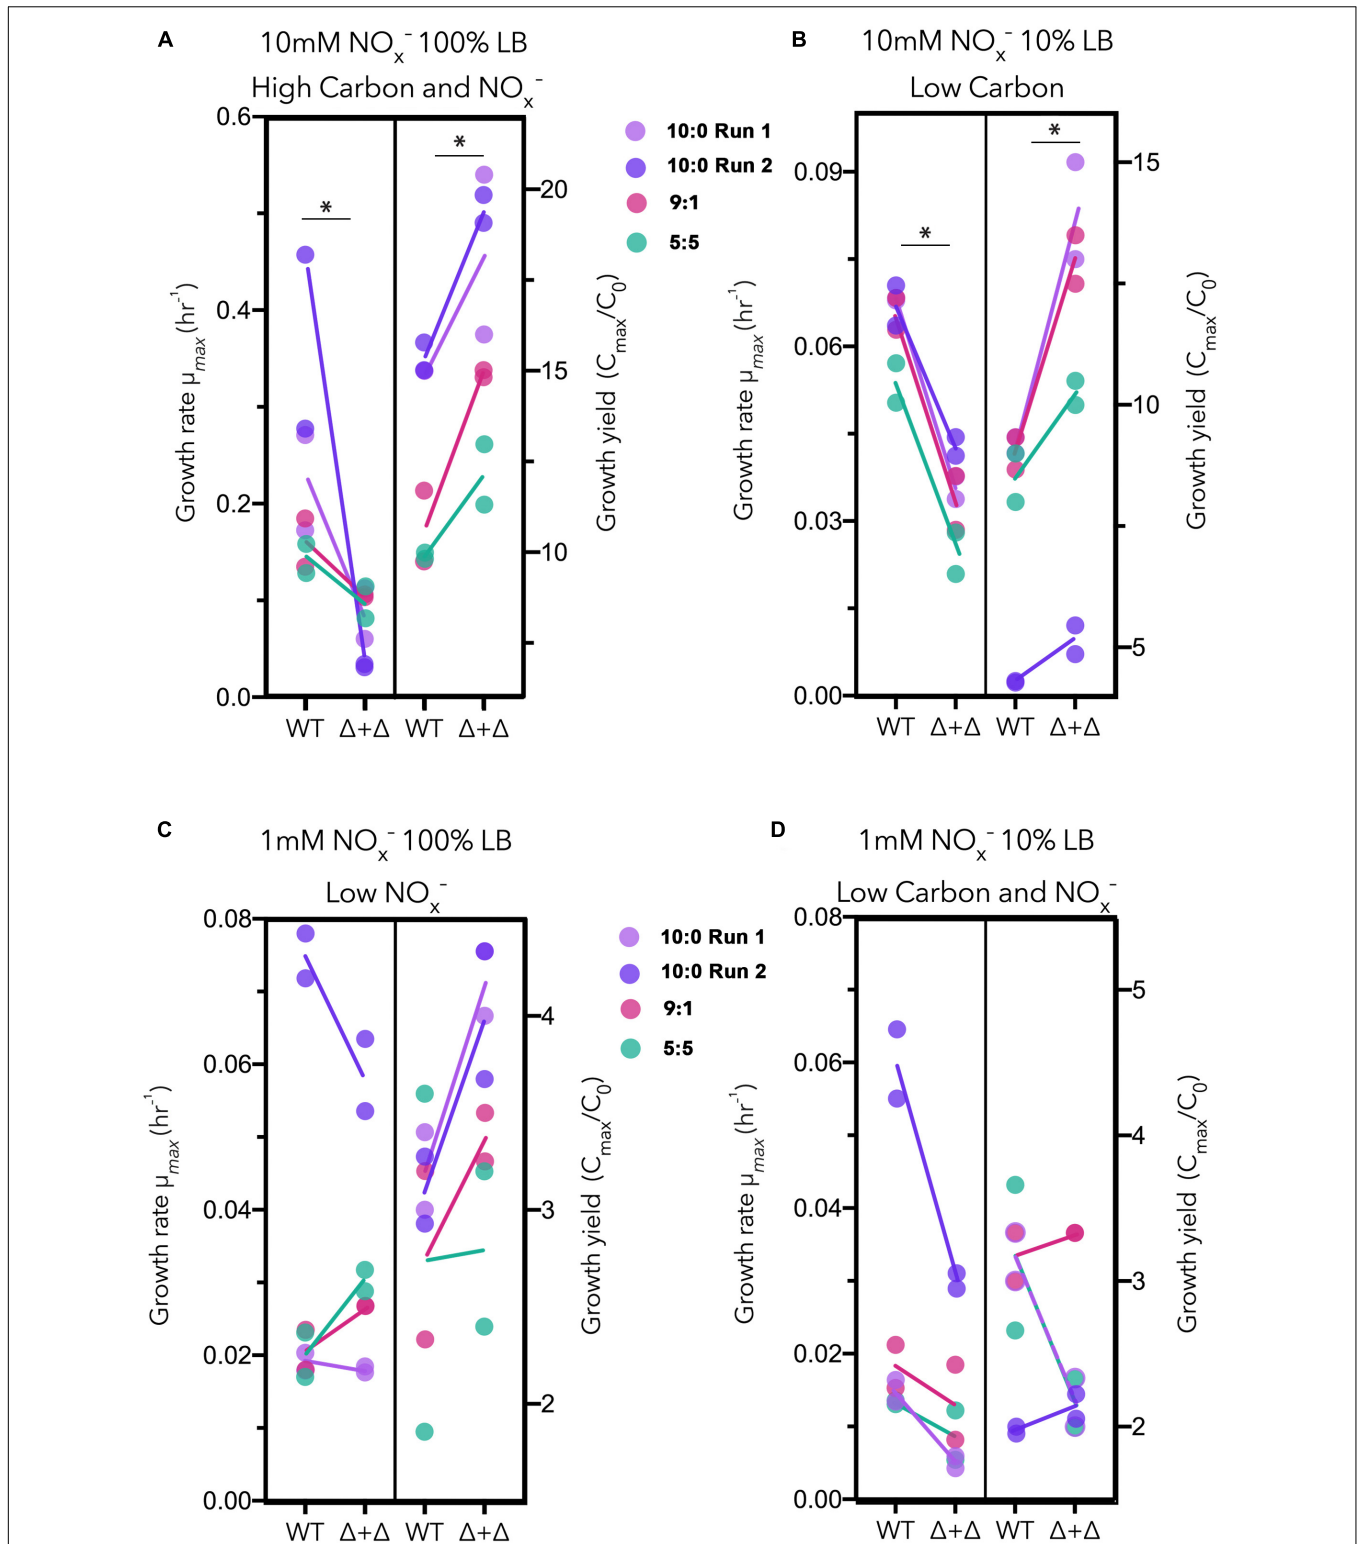 A
10mM NOₓ⁻ 100% LB
High Carbon and NOₓ⁻
B
10mM NOₓ⁻ 10% LB
Low Carbon
0.6
0.4
0.2
0.0
Growth rate μmax (hr⁻¹)
*
*
20
15
10
Growth yield (Cmax/C₀)
WT Δ+Δ WT Δ+Δ
10:0 Run 1
10:0 Run 2
9:1
5:5
0.09
0.06
0.03
0.00
Growth rate μmax (hr⁻¹)
*
*
15
10
5
Growth yield (Cmax/C₀)
WT Δ+Δ WT Δ+Δ
C
1mM NOₓ⁻ 100% LB
Low NOₓ⁻
D
1mM NOₓ⁻ 10% LB
Low Carbon and NOₓ⁻
0.08
0.06
0.04
0.02
0.00
Growth rate μmax (hr⁻¹)
4
3
2
Growth yield (Cmax/C₀)
WT Δ+Δ WT Δ+Δ
10:0 Run 1
10:0 Run 2
9:1
5:5
0.08
0.06
0.04
0.02
0.00
Growth rate μmax (hr⁻¹)
5
4
3
2
Growth yield (Cmax/C₀)
WT Δ+Δ WT Δ+Δ